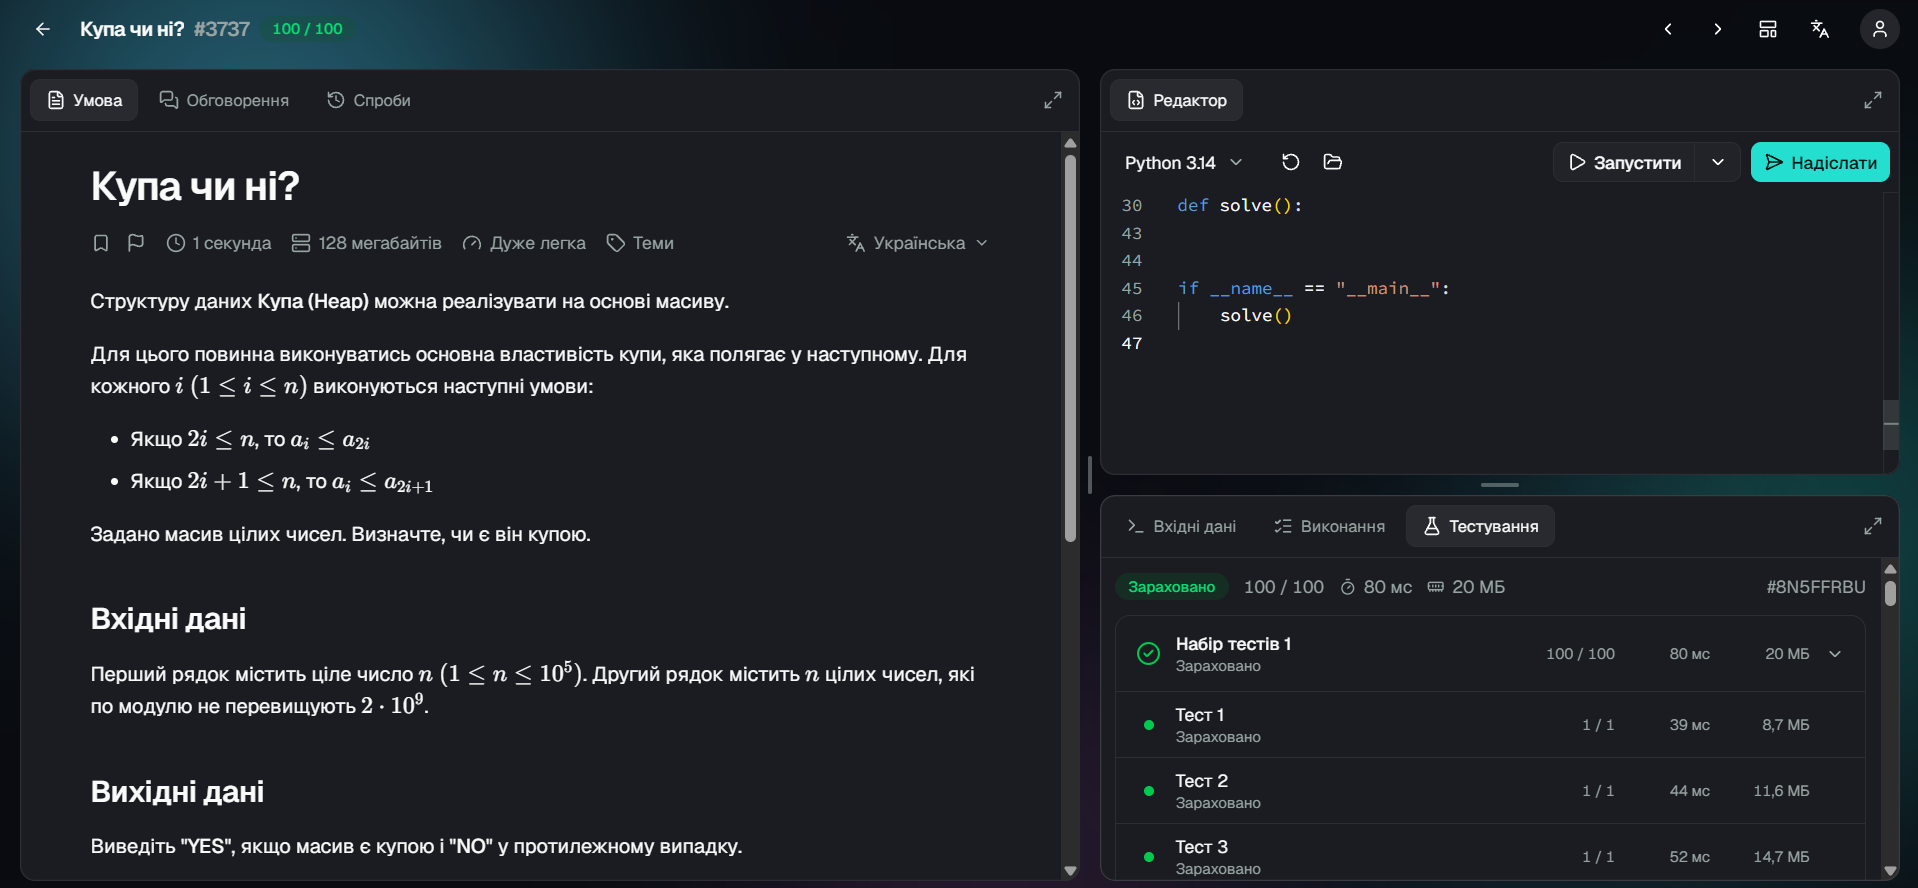 Купа чи ні? #3737 100 / 100
Умова Обговорення Спроби
Купа чи ні?
1 секунда 128 мегабайтів Дуже легка Теми Українська
Структуру даних Купа (Heap) можна реалізувати на основі масиву.
Для цього повинна виконуватись основна властивість купи, яка полягає у наступному. Для
кожного i (1 ≤ i ≤ n) виконуються наступні умови:
• Якщо 2i ≤ n, то a_i ≤ a_{2i}
• Якщо 2i + 1 ≤ n, то a_i ≤ a_{2i+1}
Задано масив цілих чисел. Визначте, чи є він купою.
Вхідні дані
Перший рядок містить ціле число n (1 ≤ n ≤ 10^5). Другий рядок містить n цілих чисел, які
по модулю не перевищують 2 · 10^9.
Вихідні дані
Виведіть "YES", якщо масив є купою і "NO" у протилежному випадку.
Редактор
Python 3.14 Запустити Надіслати
30 def solve():
43
44
45 if __name__ == "__main__":
46 solve()
47
Вхідні дані Виконання Тестування
Зараховано 100 / 100 80 мс 20 МБ #8N5FFRBU
Набір тестів 1 100 / 100 80 мс 20 МБ
Зараховано
Тест 1 1 / 1 39 мс 8,7 МБ
Зараховано
Тест 2 1 / 1 44 мс 11,6 МБ
Зараховано
Тест 3 1 / 1 52 мс 14,7 МБ
Зараховано